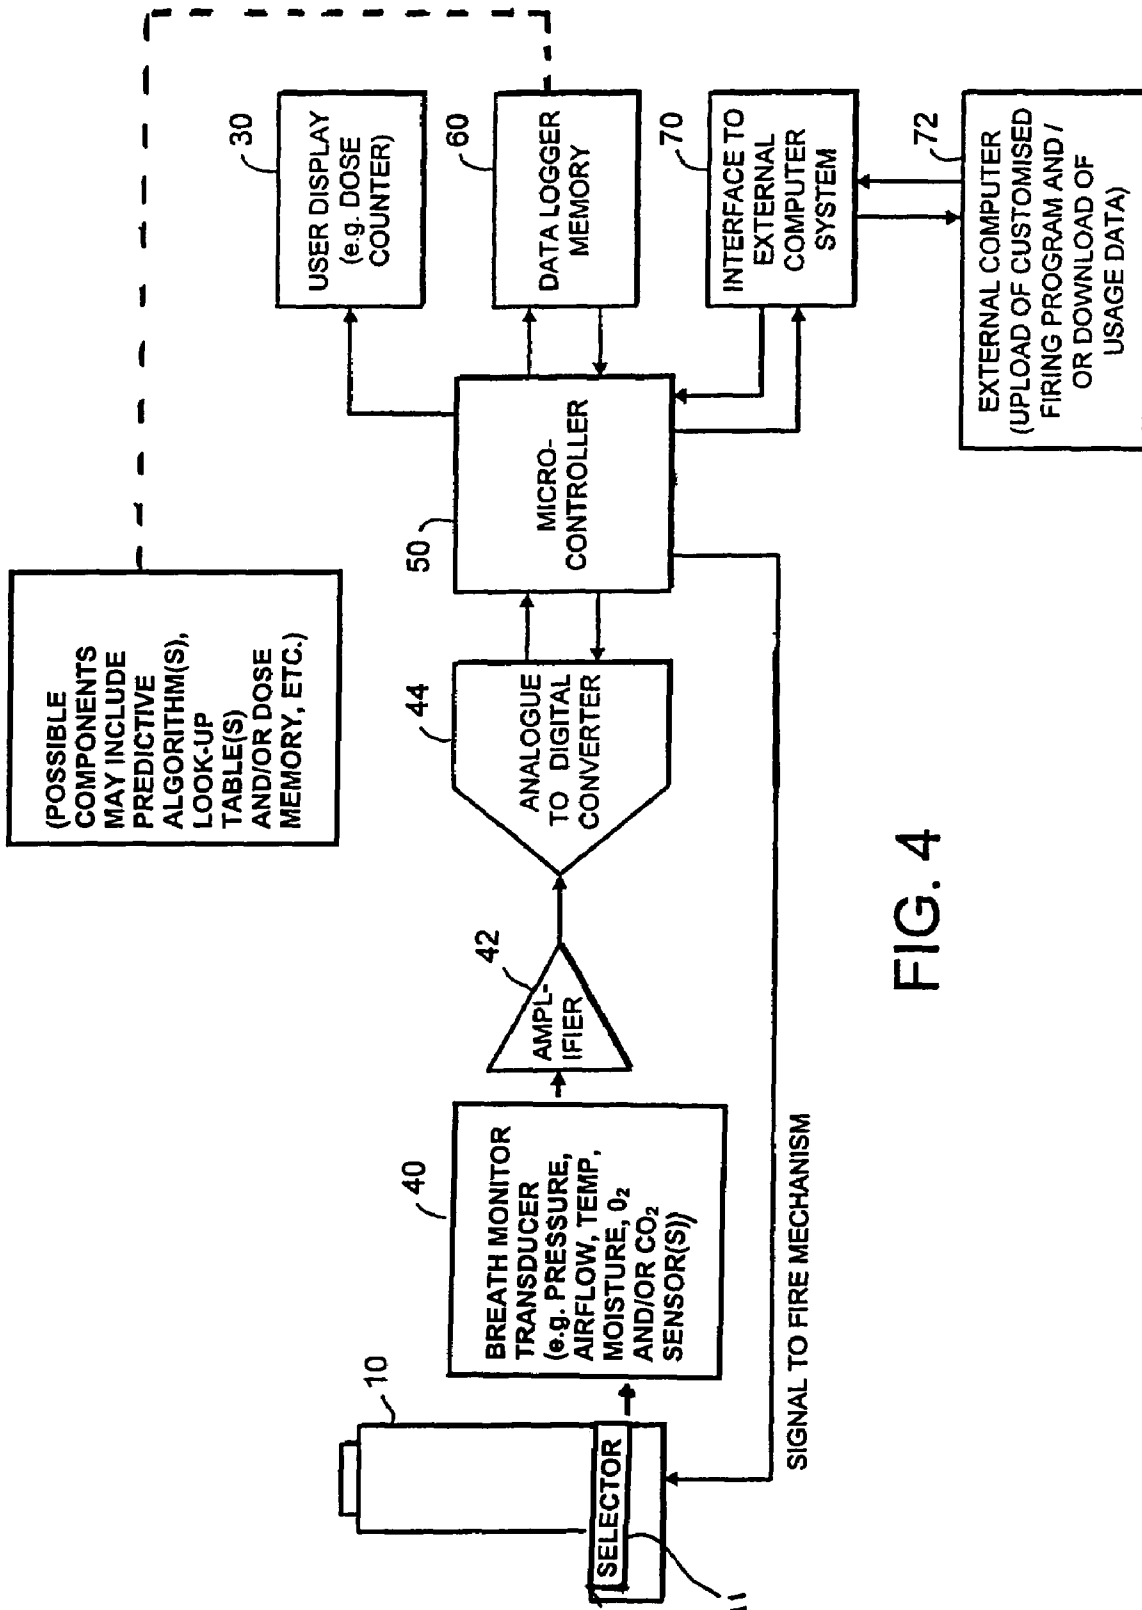 (POSSIBLE
COMPONENTS
MAY INCLUDE
PREDICTIVE
ALGORITHM(S),
LOOK-UP
TABLE(S)
AND/OR DOSE
MEMORY, ETC.)
10
SELECTOR
40
BREATH MONITOR
TRANSDUCER
(e.g. PRESSURE,
AIRFLOW, TEMP,
MOISTURE, 0₂
AND/OR CO₂
SENSOR(S))
42
AMPL-
IFIER
44
ANALOGUE
TO DIGITAL
CONVERTER
50
MICRO-
CONTROLLER
30
USER DISPLAY
(e.g. DOSE
COUNTER)
60
DATA LOGGER
MEMORY
70
INTERFACE TO
EXTERNAL
COMPUTER
SYSTEM
72
EXTERNAL COMPUTER
(UPLOAD OF CUSTOMISED
FIRING PROGRAM AND /
OR DOWNLOAD OF
USAGE DATA)
SIGNAL TO FIRE MECHANISM
FIG. 4